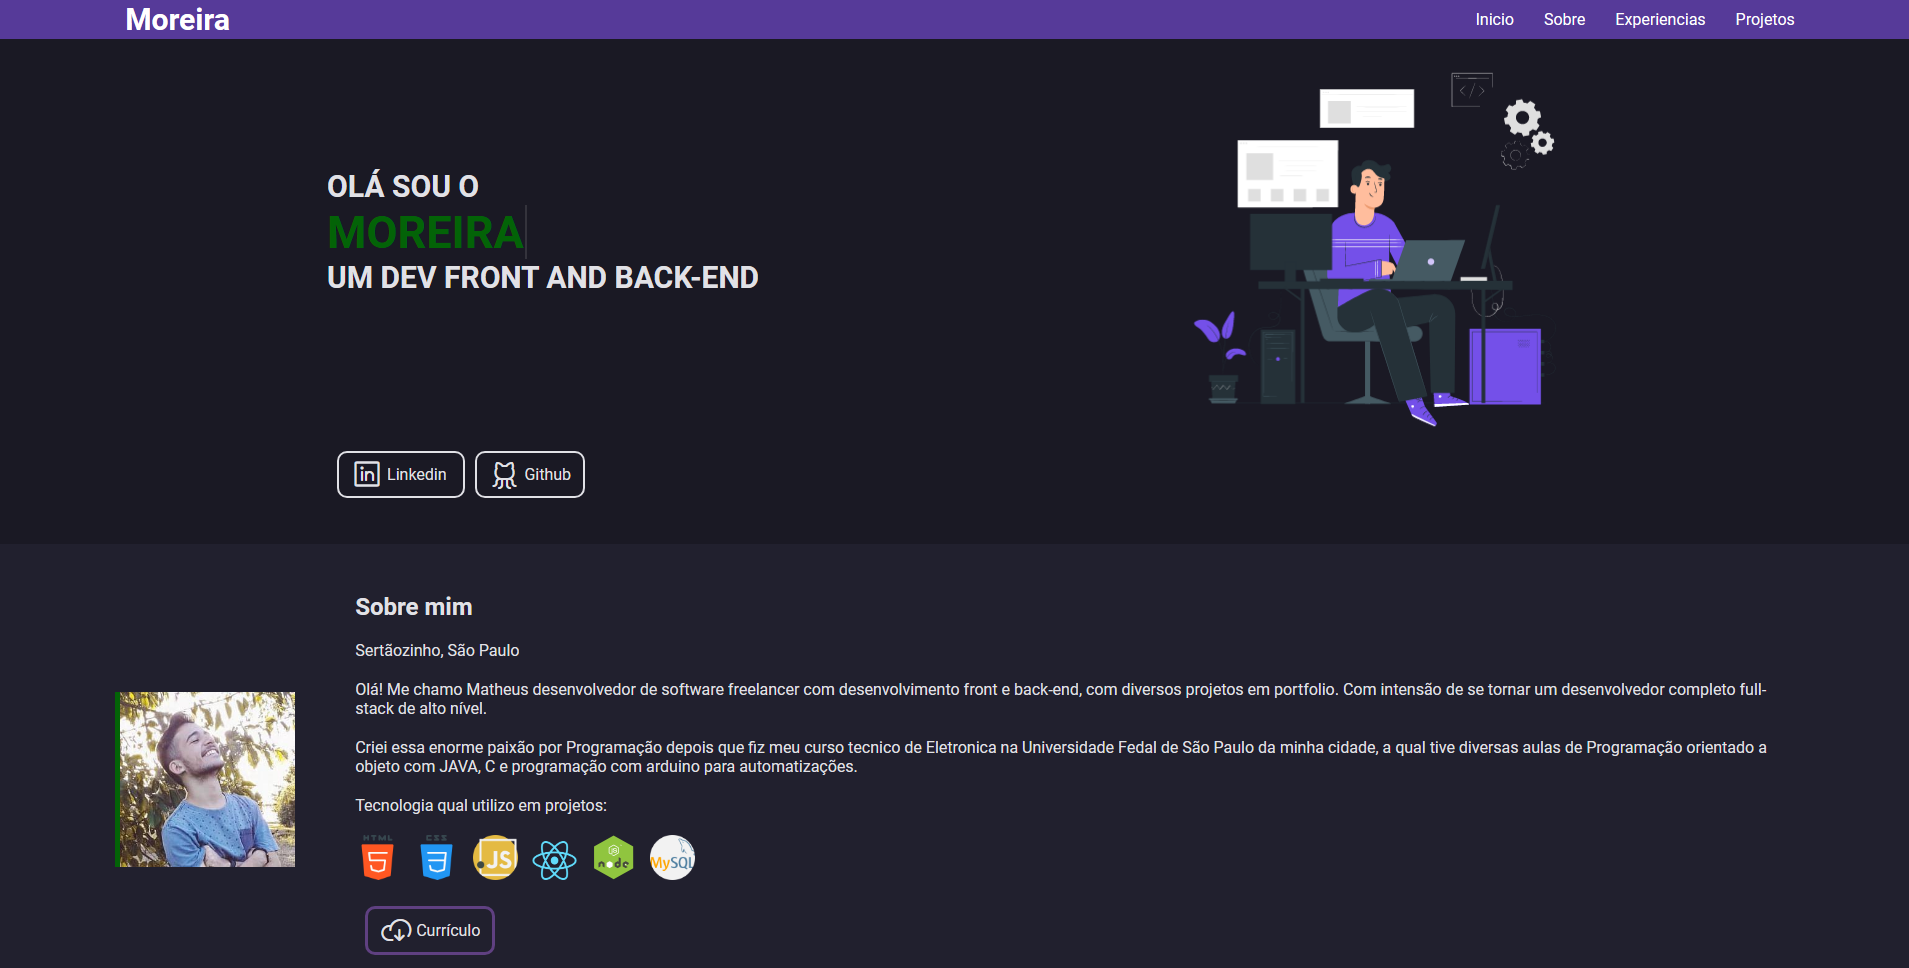 Moreira
Inicio Sobre Experiencias Projetos
OLÁ SOU O
MOREIRA
UM DEV FRONT AND BACK-END
Linkedin Github
Sobre mim
Sertãozinho, São Paulo
Olá! Me chamo Matheus desenvolvedor de software freelancer com desenvolvimento front e back-end, com diversos projetos em portfolio. Com intensão de se tornar um desenvolvedor completo full-
stack de alto nível.
Criei essa enorme paixão por Programação depois que fiz meu curso tecnico de Eletronica na Universidade Fedal de São Paulo da minha cidade, a qual tive diversas aulas de Programação orientado a
objeto com JAVA, C e programação com arduino para automatizações.
Tecnologia qual utilizo em projetos:
HTML CSS JS node MySQL
Currículo